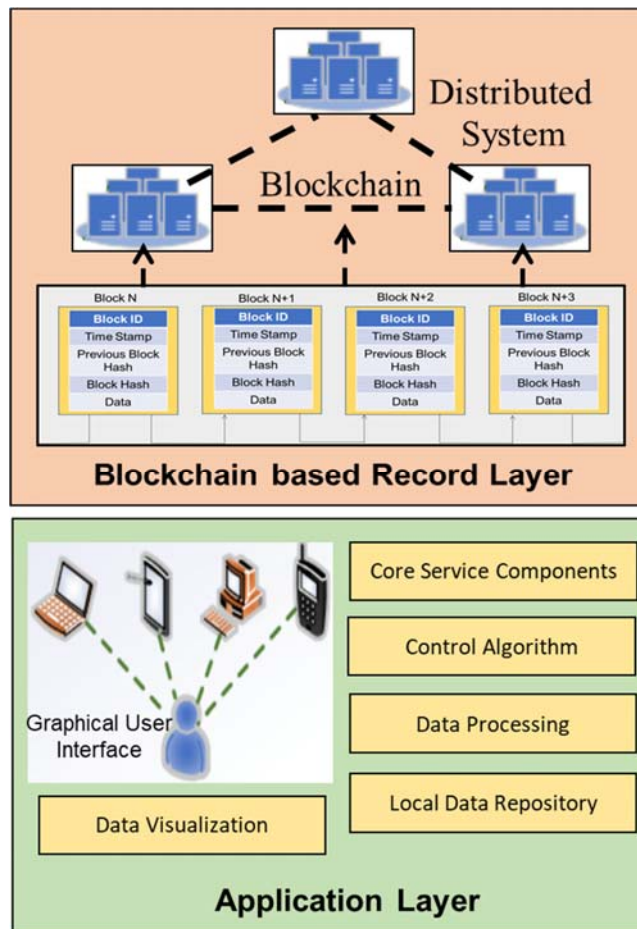 Distributed
System
Blockchain
Block N
Block N+1
Block N+2
Block N+3
Block ID
Time Stamp
Previous Block
Hash
Block Hash
Data
Block ID
Time Stamp
Previous Block
Hash
Block Hash
Data
Block ID
Time Stamp
Previous Block
Hash
Block Hash
Data
Block ID
Time Stamp
Previous Block
Hash
Block Hash
Data
Blockchain based Record Layer
Graphical User
Interface
Data Visualization
Core Service Components
Control Algorithm
Data Processing
Local Data Repository
Application Layer